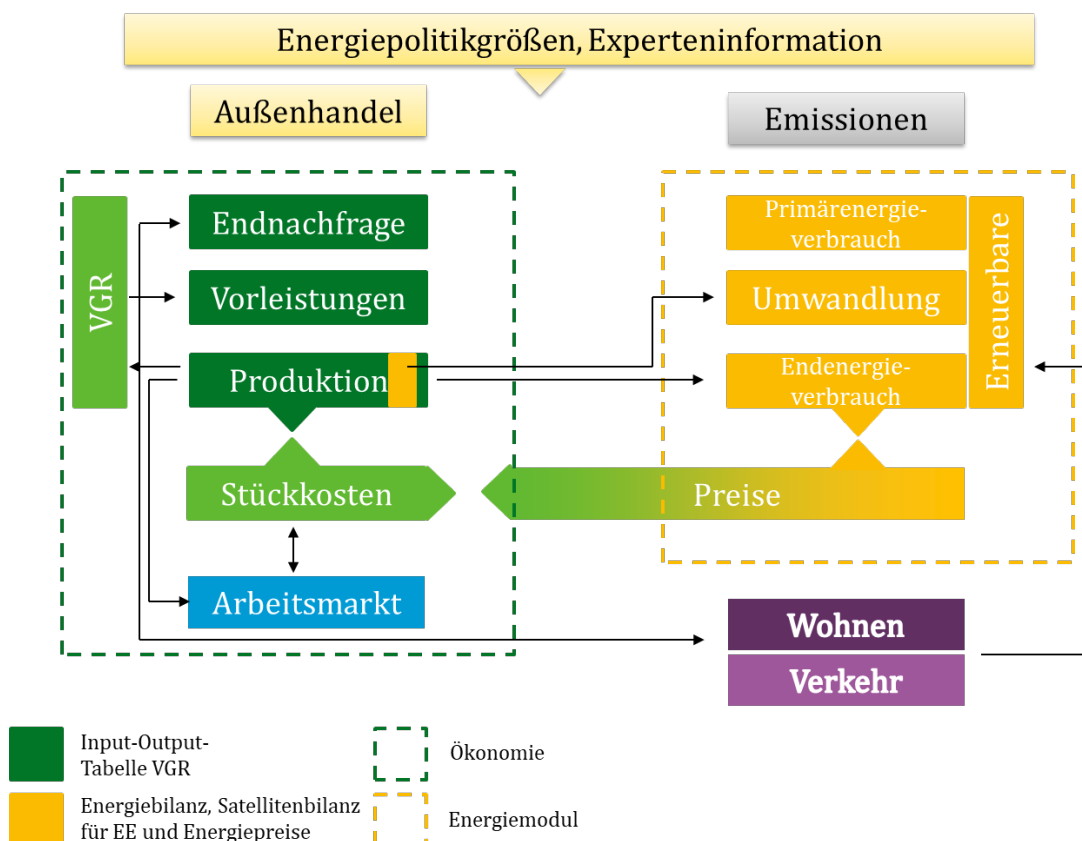 Energiepolitikgrößen, Experteninformation
Außenhandel
Emissionen
VGR
Endnachfrage
Vorleistungen
Produktion
Stückkosten
Arbeitsmarkt
Primärenergie-
verbrauch
Umwandlung
Endenergie-
verbrauch
Erneuerbare
Preise
Wohnen
Verkehr
Input-Output-
Tabelle VGR
Ökonomie
Energiebilanz, Satellitenbilanz
für EE und Energiepreise
Energiemodul